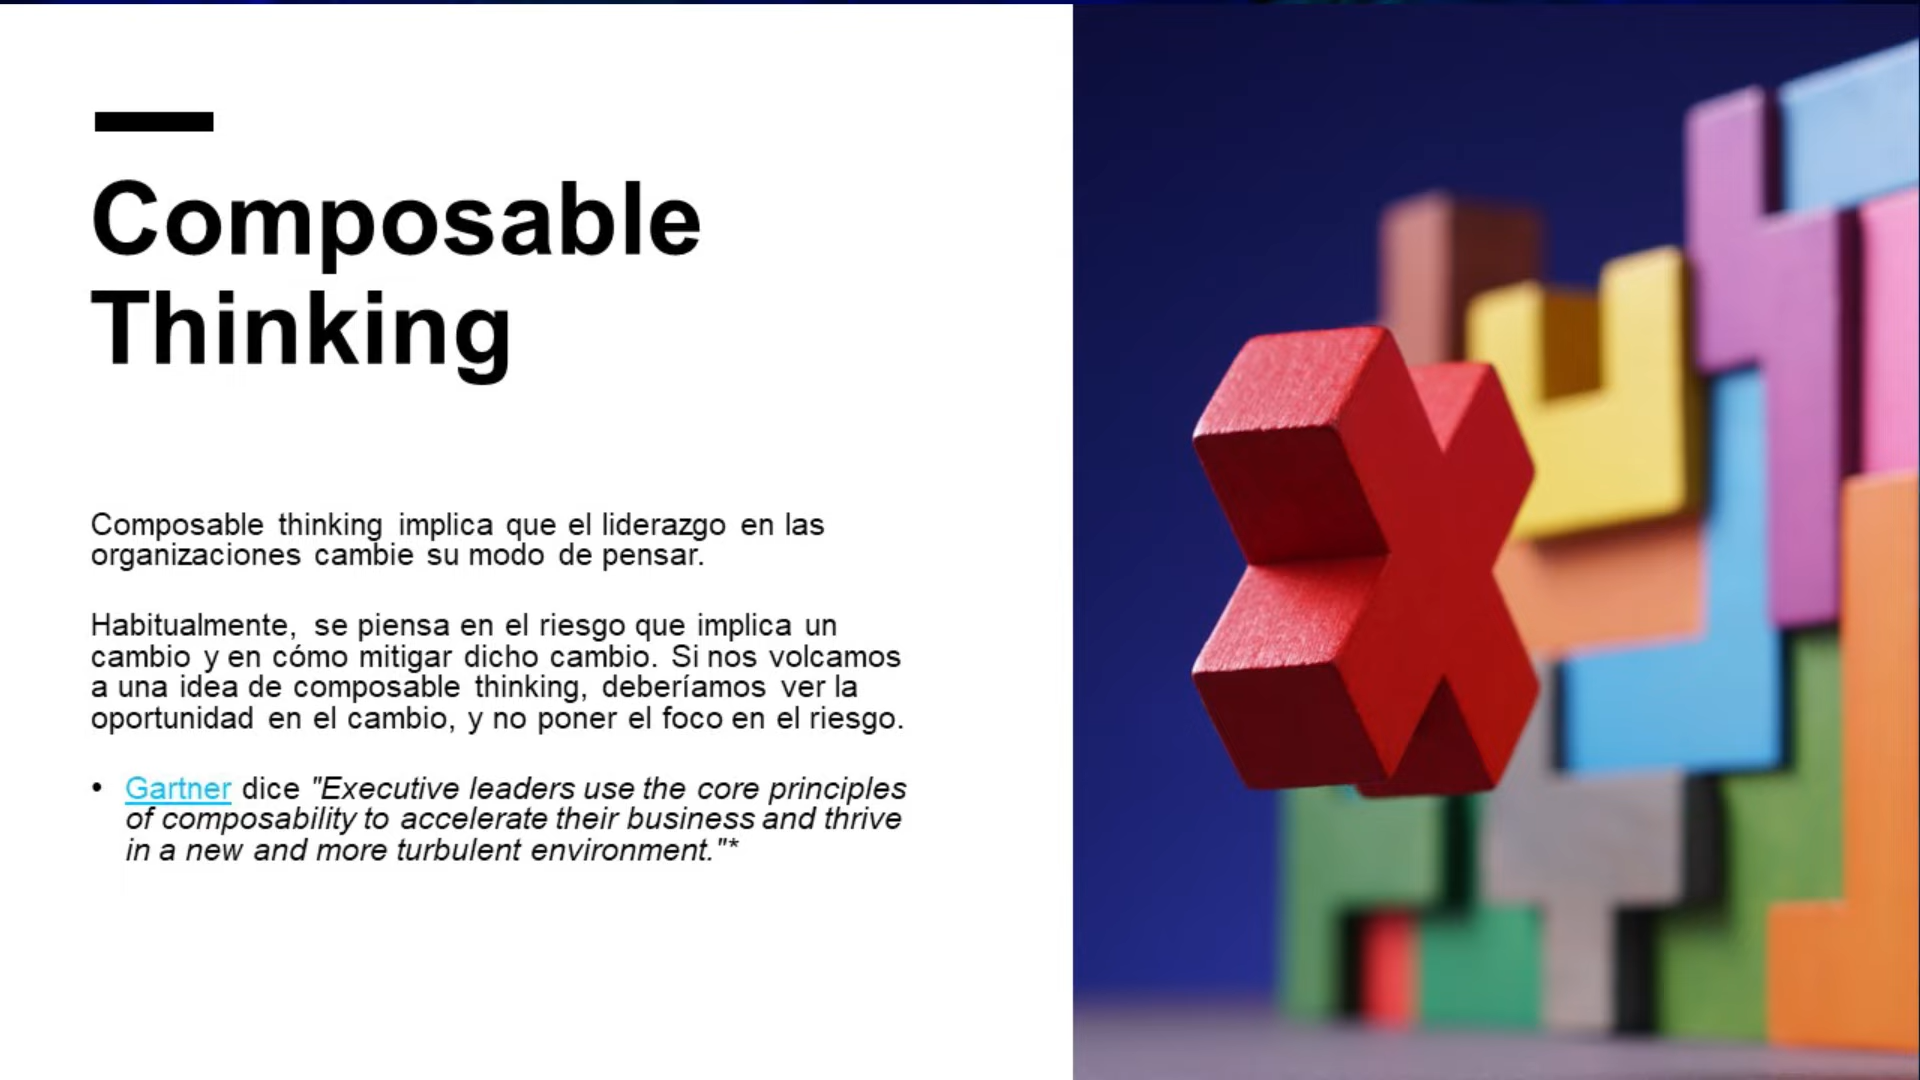 Composable
Thinking
Composable thinking implica que el liderazgo en las
organizaciones cambie su modo de pensar.
Habitualmente, se piensa en el riesgo que implica un
cambio y en cómo mitigar dicho cambio. Si nos volcamos
a una idea de composable thinking, deberíamos ver la
oportunidad en el cambio, y no poner el foco en el riesgo.
• Gartner dice "Executive leaders use the core principles
of composability to accelerate their business and thrive
in a new and more turbulent environment."*